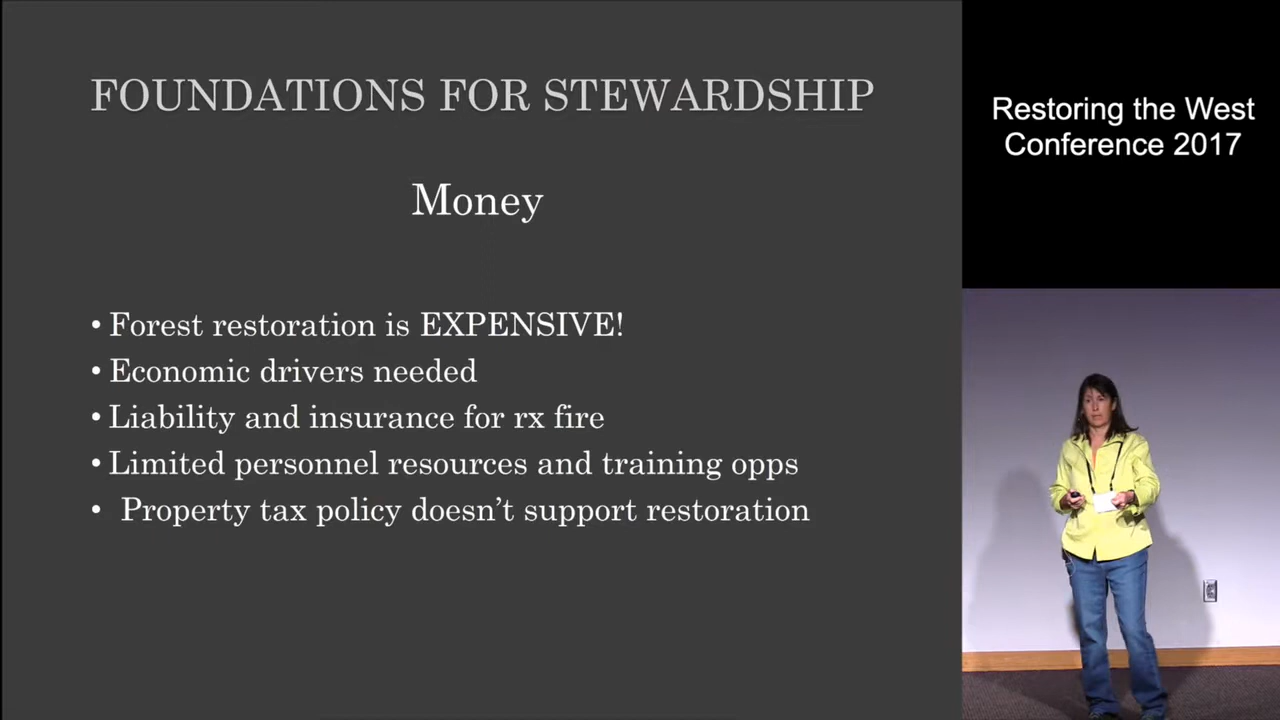 FOUNDATIONS FOR STEWARDSHIP
Money
• Forest restoration is EXPENSIVE!
• Economic drivers needed
• Liability and insurance for rx fire
• Limited personnel resources and training opps
• Property tax policy doesn't support restoration
Restoring the West
Conference 2017